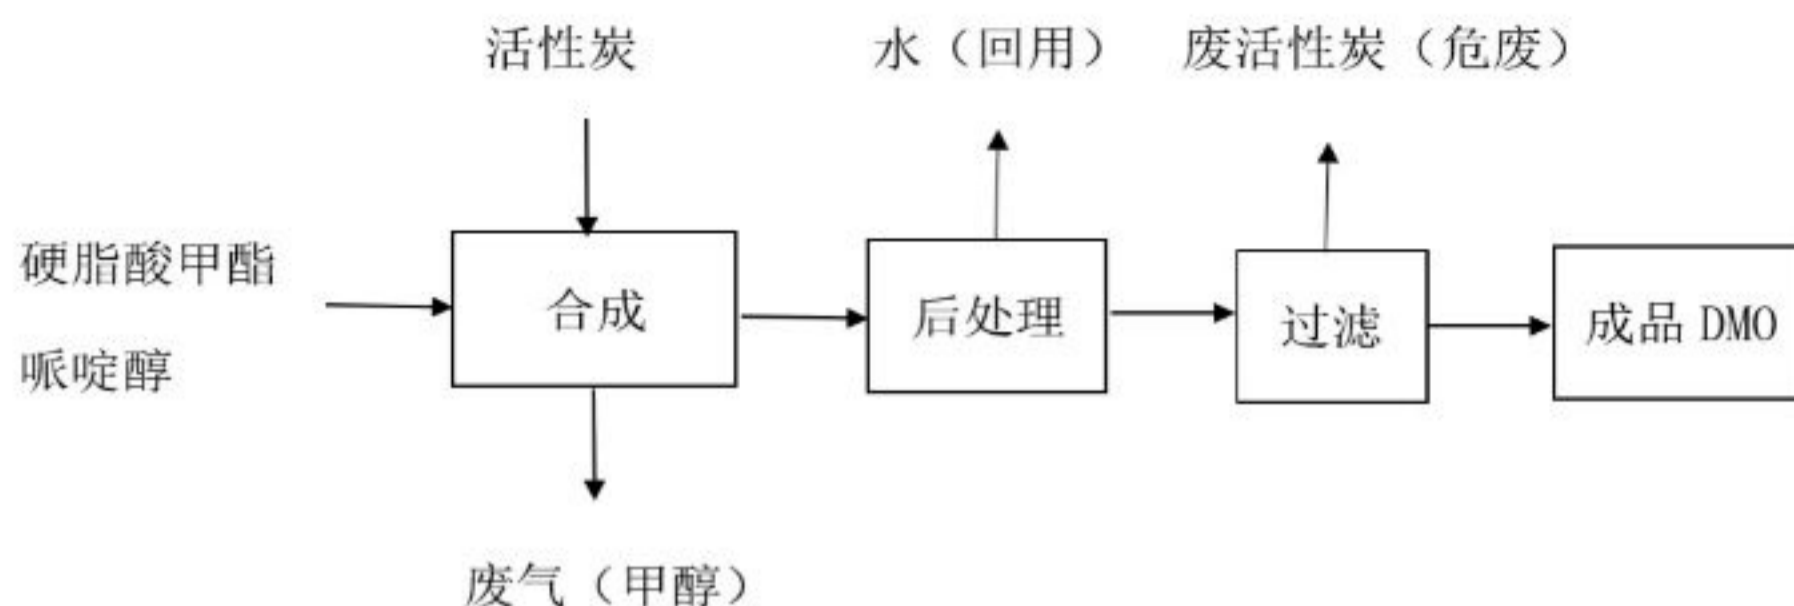 活性炭
水（回用）
废活性炭（危废）
硬脂酸甲酯
哌啶醇
合成
后处理
过滤
成品 DMO
废气（甲醇）